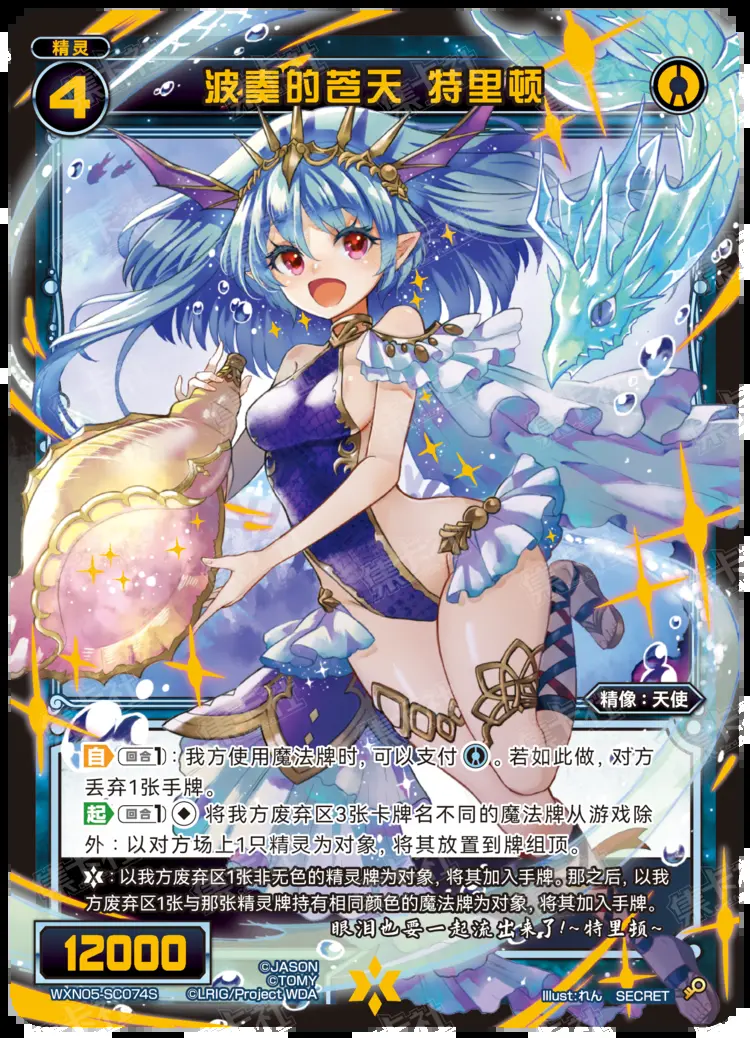 精灵
4
波奏的苍天 特里顿
精像：天使
自 回合1：我方使用魔法牌时，可以支付。若如此做，对方
丢弃1张手牌。
起 回合1 将我方废弃区3张卡牌名不同的魔法牌从游戏除
外：以对方场上1只精灵为对象，将其放置到牌组顶。
：以我方废弃区1张非无色的精灵牌为对象，将其加入手牌。那之后，以我
方废弃区1张与那张精灵牌持有相同颜色的魔法牌为对象，将其加入手牌。
眼泪也要一起流出来了!~特里顿~
12000
©JASON
©TOMY
WXN05-SC074S ©LRIG/Project WDA
Illust:れん SECRET
集卡社